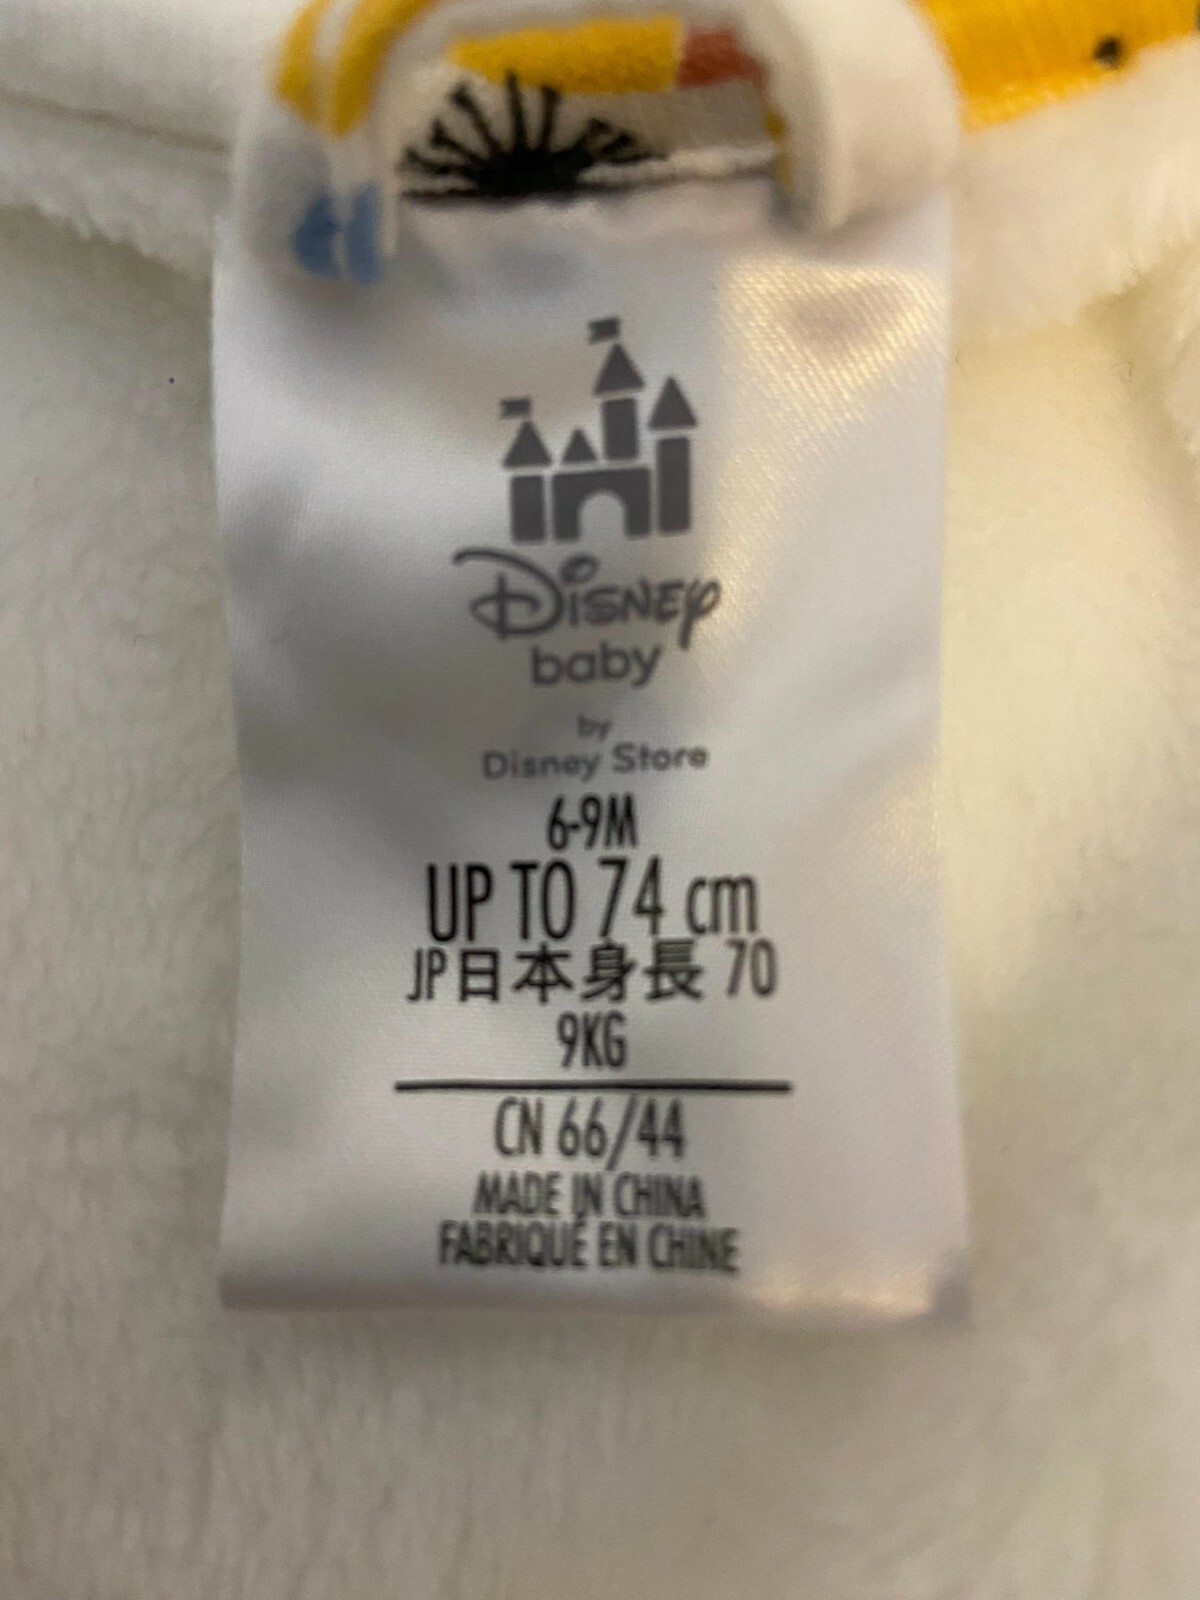 Disney
baby
by
Disney Store
6-9M
UP TO 74 cm
JP日本身長 70
9KG
CN 66/44
MADE IN CHINA
FABRIQUÉ EN CHINE